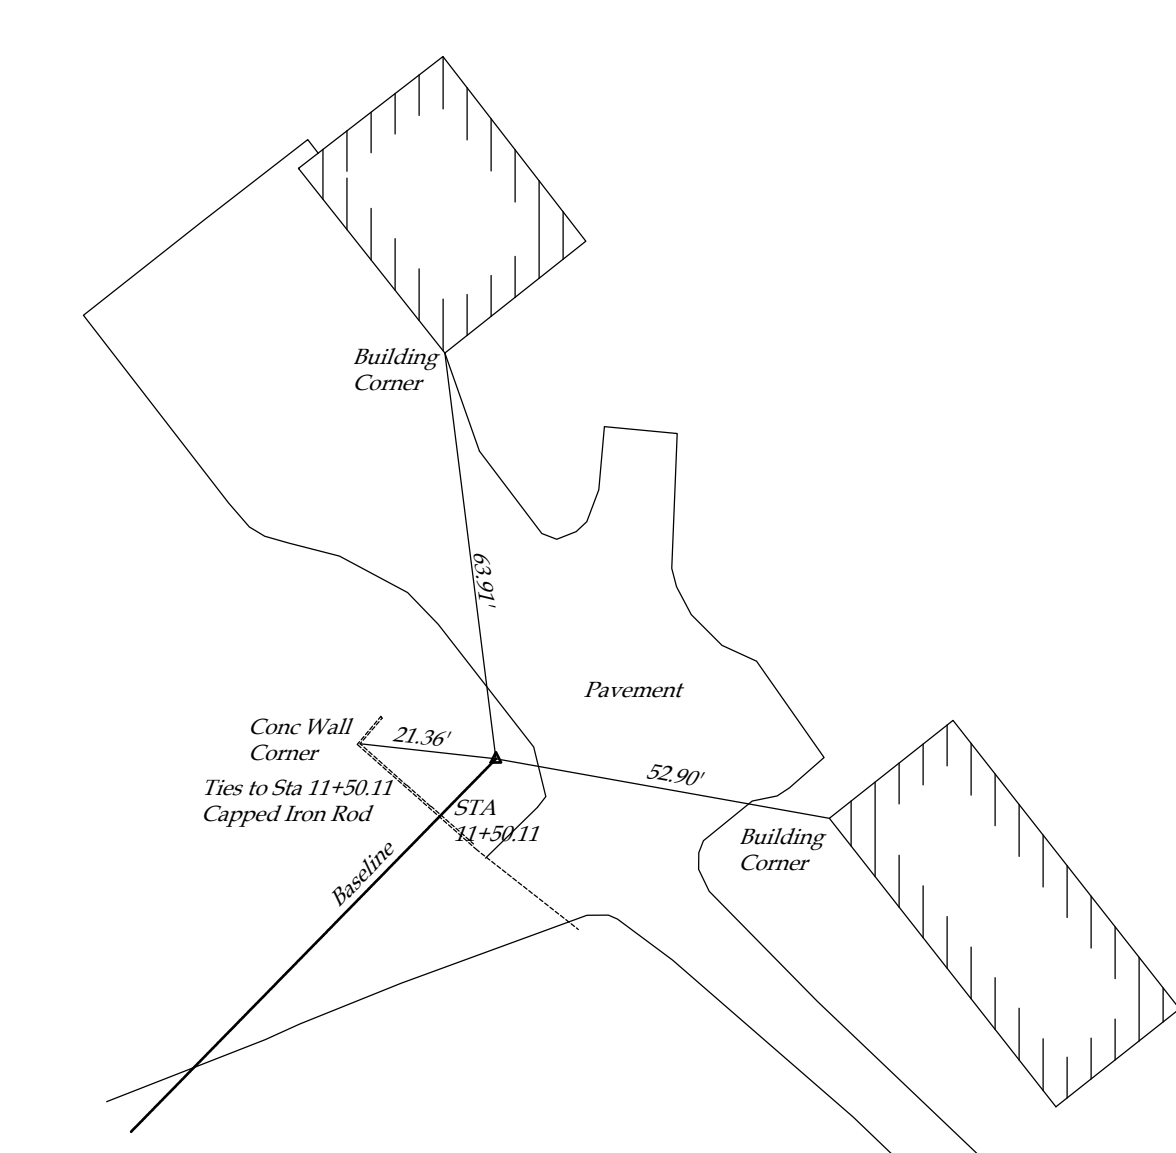 Building
Corner
63.91'
Pavement
Conc Wall
Corner
21.36'
52.90'
Ties to Sta 11+50.11
Capped Iron Rod
STA
11+50.11
Building
Corner
Baseline